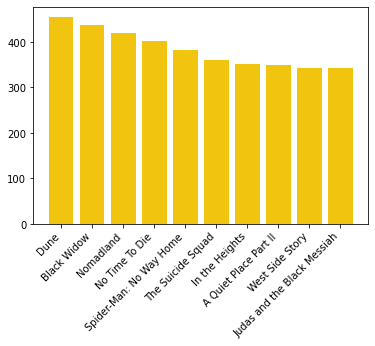 400
300
200
100
0
Dune
Black Widow
Nomadland
No Time To Die
Spider-Man: No Way Home
The Suicide Squad
In the Heights
A Quiet Place Part II
West Side Story
Judas and the Black Messiah